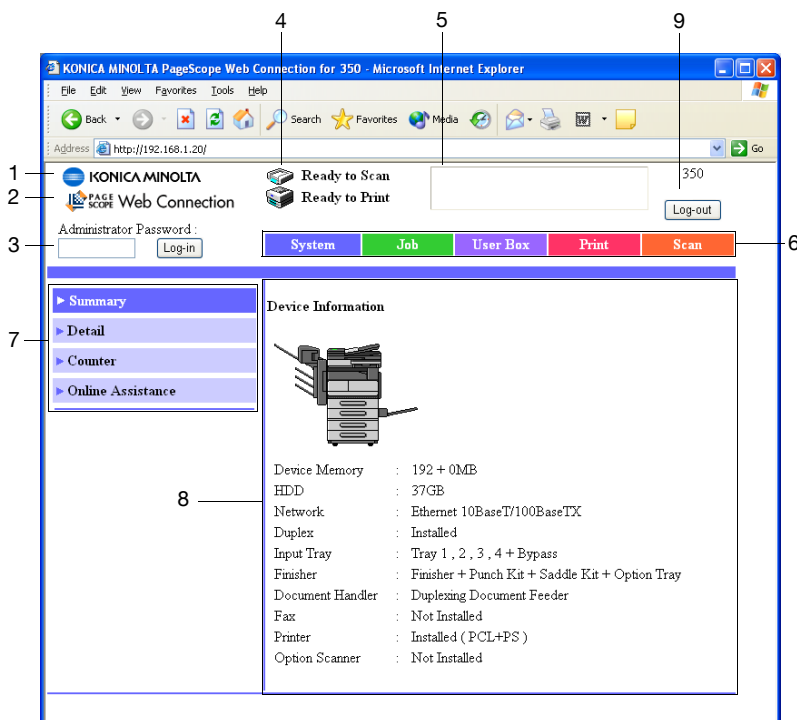 4 5 9
KONICA MINOLTA PageScope Web Connection for 350 - Microsoft Internet Explorer
File Edit View Favorites Tools Help
Back Search Favorites Media
Address http://192.168.1.20/ Go
1 KONICA MINOLTA Ready to Scan 350
2 PAGE SCOPE Web Connection Ready to Print
Log-out
Administrator Password :
3 Log-in System Job User Box Print Scan 6
Summary
Device Information
Detail
7
Counter
Online Assistance
8
Device Memory : 192 + 0MB
HDD : 37GB
Network : Ethernet 10BaseT/100BaseTX
Duplex : Installed
Input Tray : Tray 1 , 2 , 3 , 4 + Bypass
Finisher : Finisher + Punch Kit + Saddle Kit + Option Tray
Document Handler : Duplexing Document Feeder
Fax : Not Installed
Printer : Installed ( PCL+PS )
Option Scanner : Not Installed